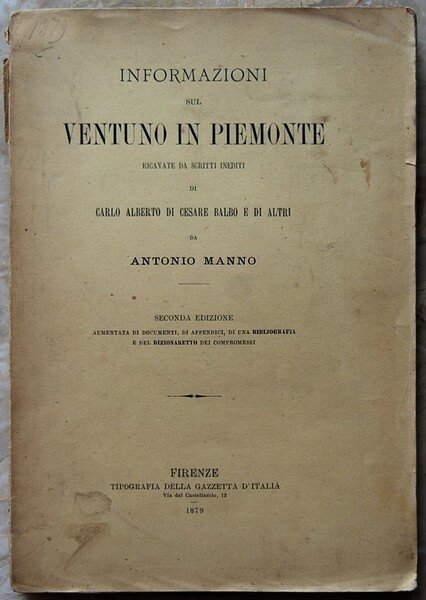 1879
INFORMAZIONI
SUL
VENTUNO IN PIEMONTE
RICAVATE DA SCRITTI INEDITI
DI
CARLO ALBERTO DI CESARE BALBO E DI ALTRI
DA
ANTONIO MANNO
SECONDA EDIZIONE
AUMENTATA DI DOCUMENTI, DI APPENDICI, DI UNA BIBLIOGRAFIA
E DEL DIZIONARETTO DEI COMPROMESSI
FIRENZE
TIPOGRAFIA DELLA GAZZETTA D'ITALIA
Via del Castellaccio, 12
1879